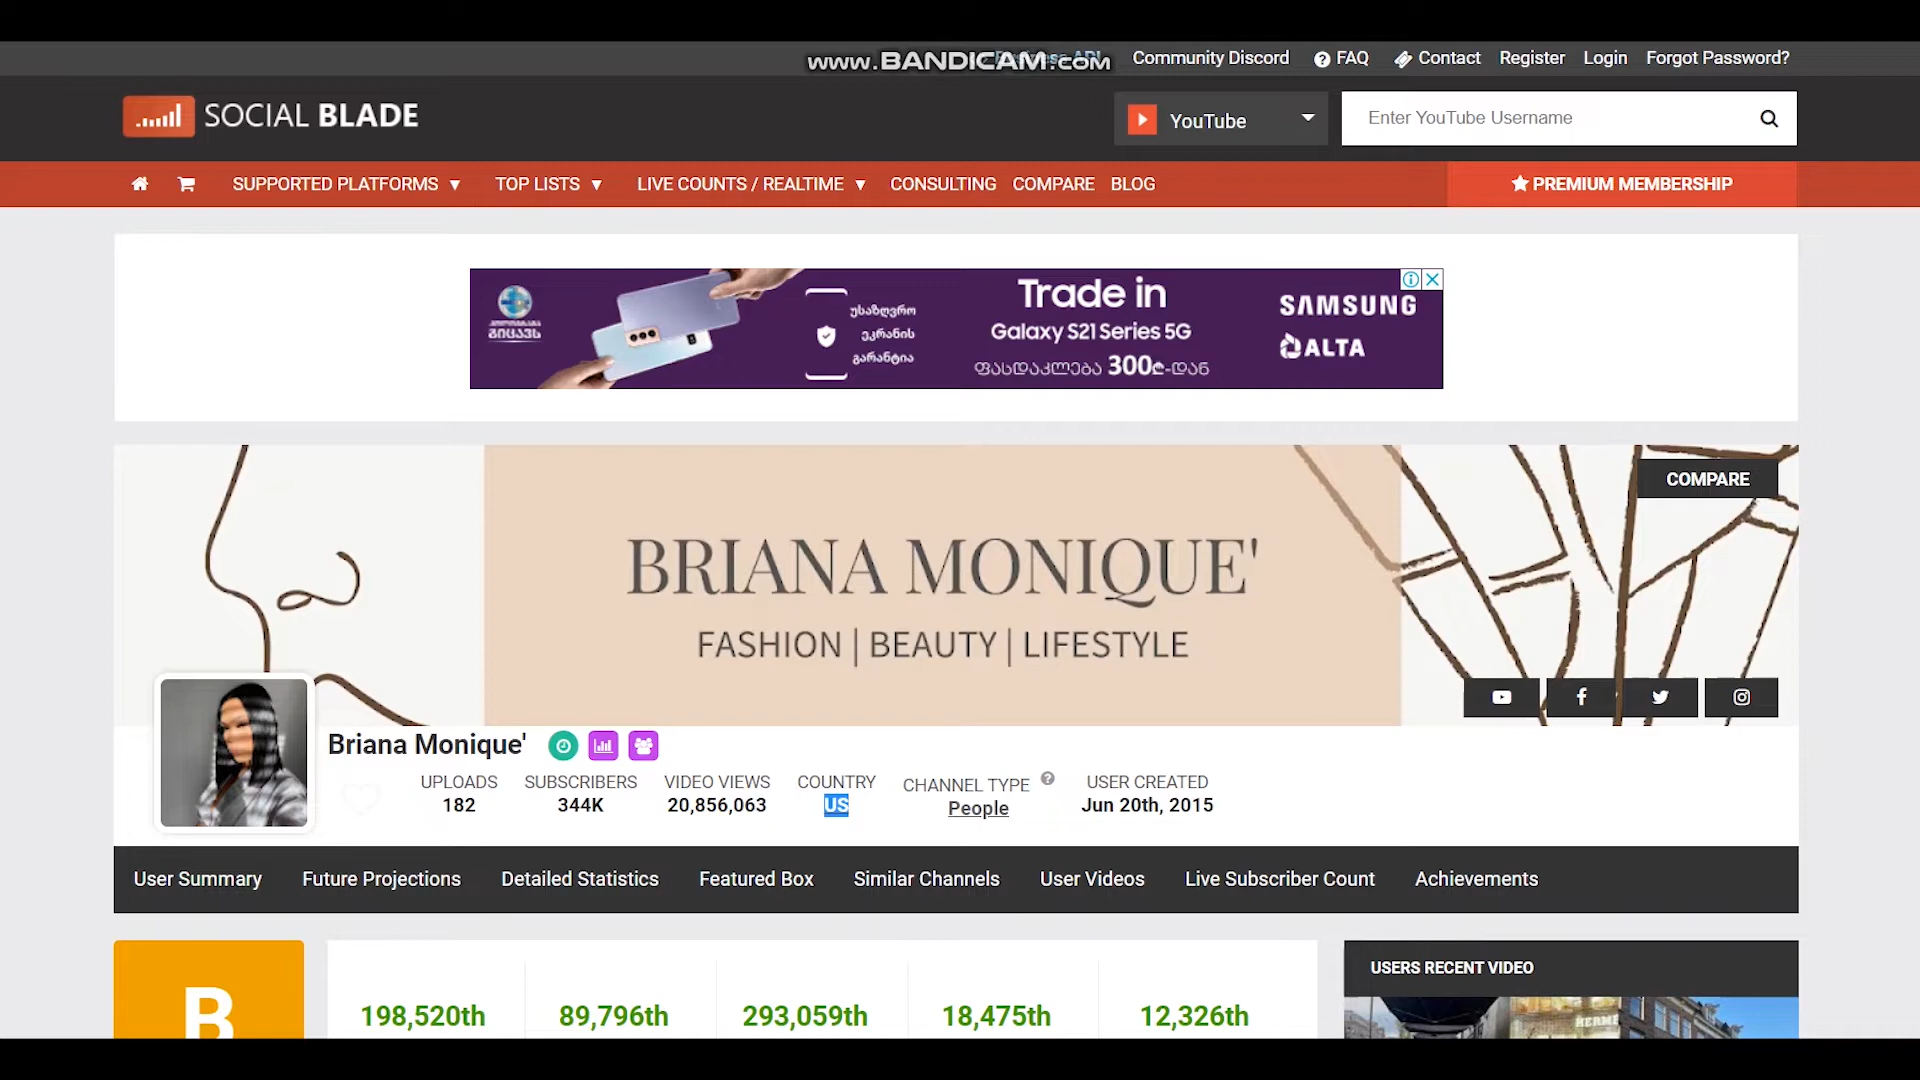 www.BANDICAM.COM
Community Discord FAQ Contact Register Login Forgot Password?
SOCIAL BLADE
YouTube
Enter YouTube Username
SUPPORTED PLATFORMS TOP LISTS LIVE COUNTS / REALTIME CONSULTING COMPARE BLOG
PREMIUM MEMBERSHIP
უსაზღვრო
ეკრანის
გარანტია
Trade in
Galaxy S21 Series 5G
ფასდაკლება 300₾-დან
SAMSUNG
ALTA
გიცავს
COMPARE
BRIANA MONIQUE'
FASHION | BEAUTY | LIFESTYLE
Briana Monique'
UPLOADS SUBSCRIBERS VIDEO VIEWS COUNTRY CHANNEL TYPE USER CREATED
182 344K 20,856,063 US People Jun 20th, 2015
User Summary Future Projections Detailed Statistics Featured Box Similar Channels User Videos Live Subscriber Count Achievements
B
198,520th 89,796th 293,059th 18,475th 12,326th
USERS RECENT VIDEO
HERME